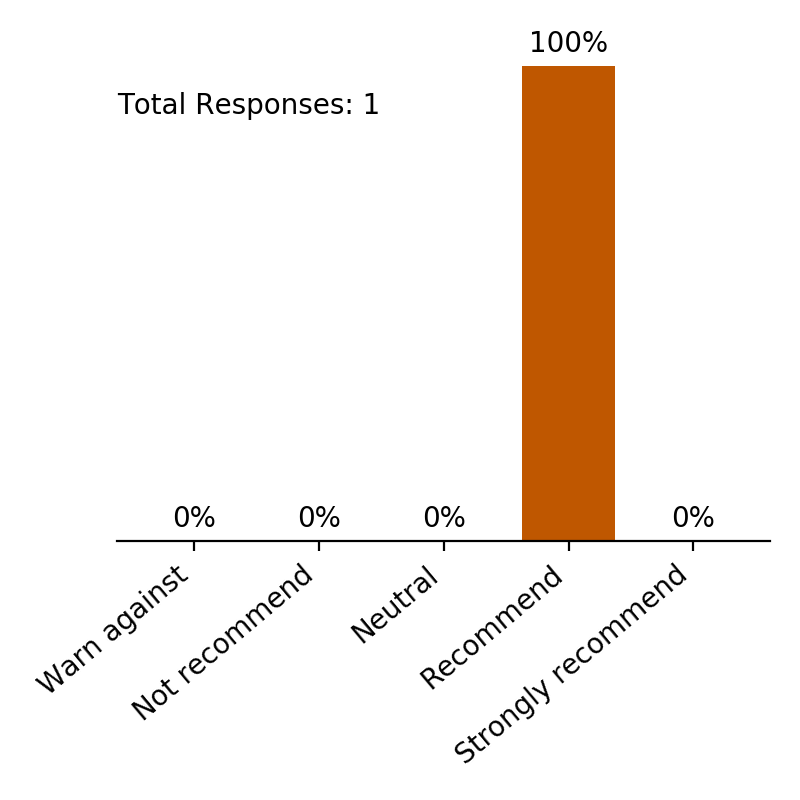 100%
Total Responses: 1
0%
0%
0%
0%
Warn against
Not recommend
Neutral
Recommend
Strongly recommend